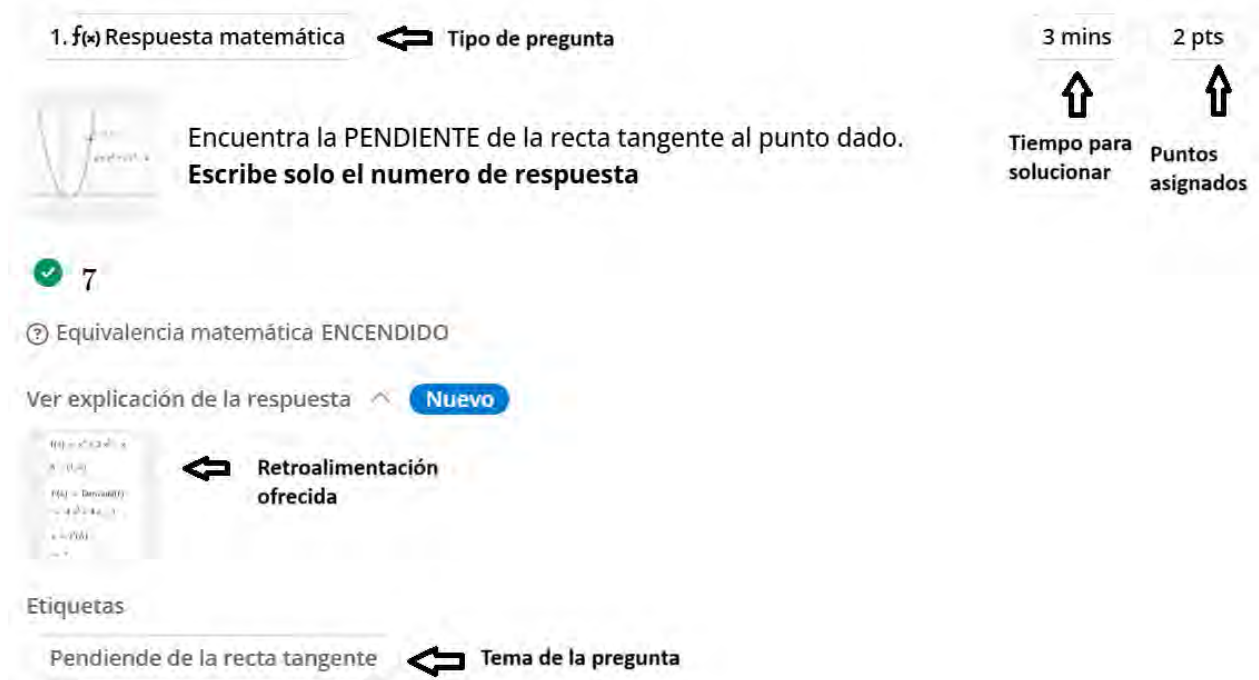 1. f(x) Respuesta matemática
Tipo de pregunta
3 mins
2 pts
Encuentra la PENDIENTE de la recta tangente al punto dado.
Escribe solo el numero de respuesta
Tiempo para
solucionar
Puntos
asignados
7
Equivalencia matemática ENCENDIDO
Ver explicación de la respuesta
Nuevo
Retroalimentación
ofrecida
Etiquetas
Pendiende de la recta tangente
Tema de la pregunta